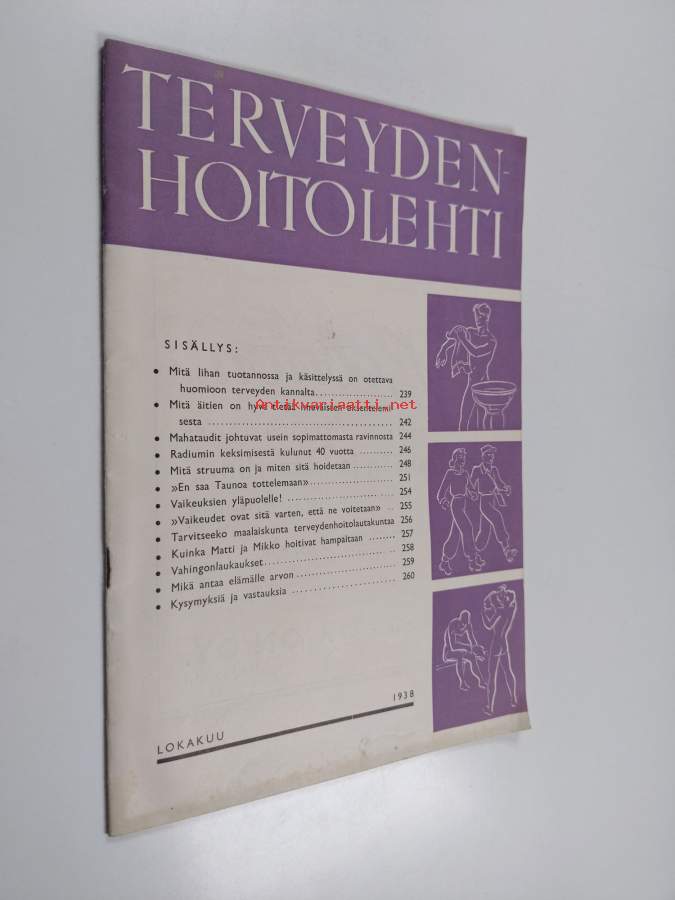 TERVEYDEN-
HOITOLEHTI
SISÄLLYS:
• Mitä lihan tuotannossa ja käsittelyssä on otettava
huomioon terveyden kannalta.................... 239
• Mitä äitien on hyvä tietää
sesta .................... 242
Antikvariaatti.net
• Mahataudit johtuvat usein sopimattomasta ravinnosta 244
• Radiumin keksimisestä kulunut 40 vuotta .......... 246
• Mitä struuma on ja miten sitä hoidetaan ............ 248
• »En saa Taunoa tottelemaan»...................... 251
• Vaikeuksien yläpuolelle! .......................... 254
• »Vaikeudet ovat sitä varten, että ne voitetaan» .. 255
• Tarvitseeko maalaiskunta terveydenhoitolautakuntaa 256
• Kuinka Matti ja Mikko hoitivat hampaitaan ........ 257
• Vahingonlaukaukset.......................... 258
• Mikä antaa elämälle arvon ...................... 259
• Kysymyksiä ja vastauksia ...................... 260
LOKAKUU 1938